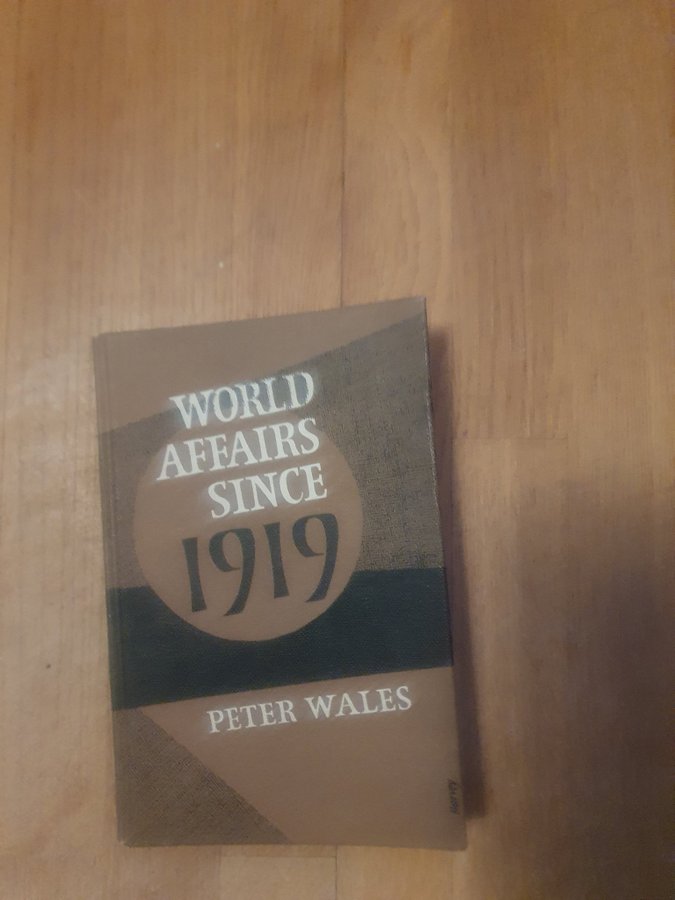 WORLD
AFFAIRS
SINCE
1919
PETER WALES